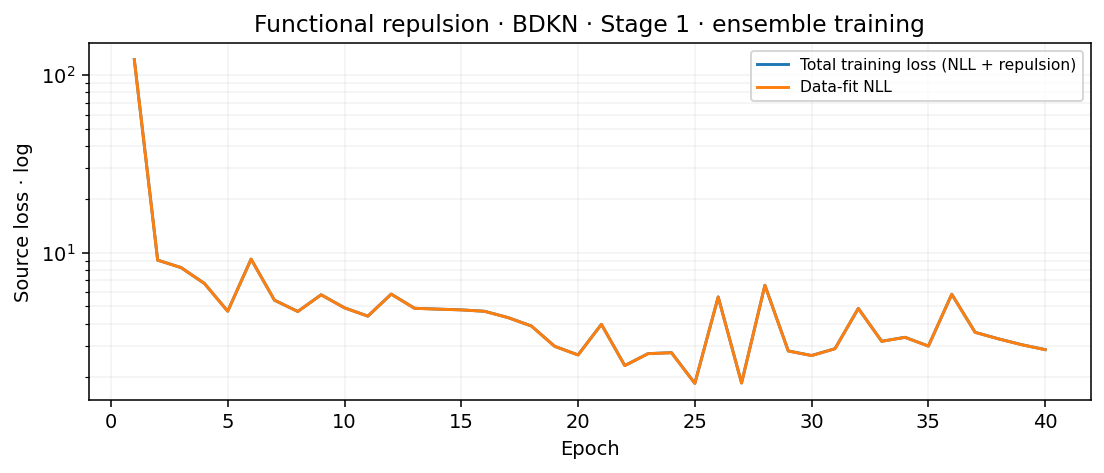 Functional repulsion · BDKN · Stage 1 · ensemble training
Total training loss (NLL + repulsion)
Data-fit NLL
Source loss · log
10²
10¹
0 5 10 15 20 25 30 35 40
Epoch